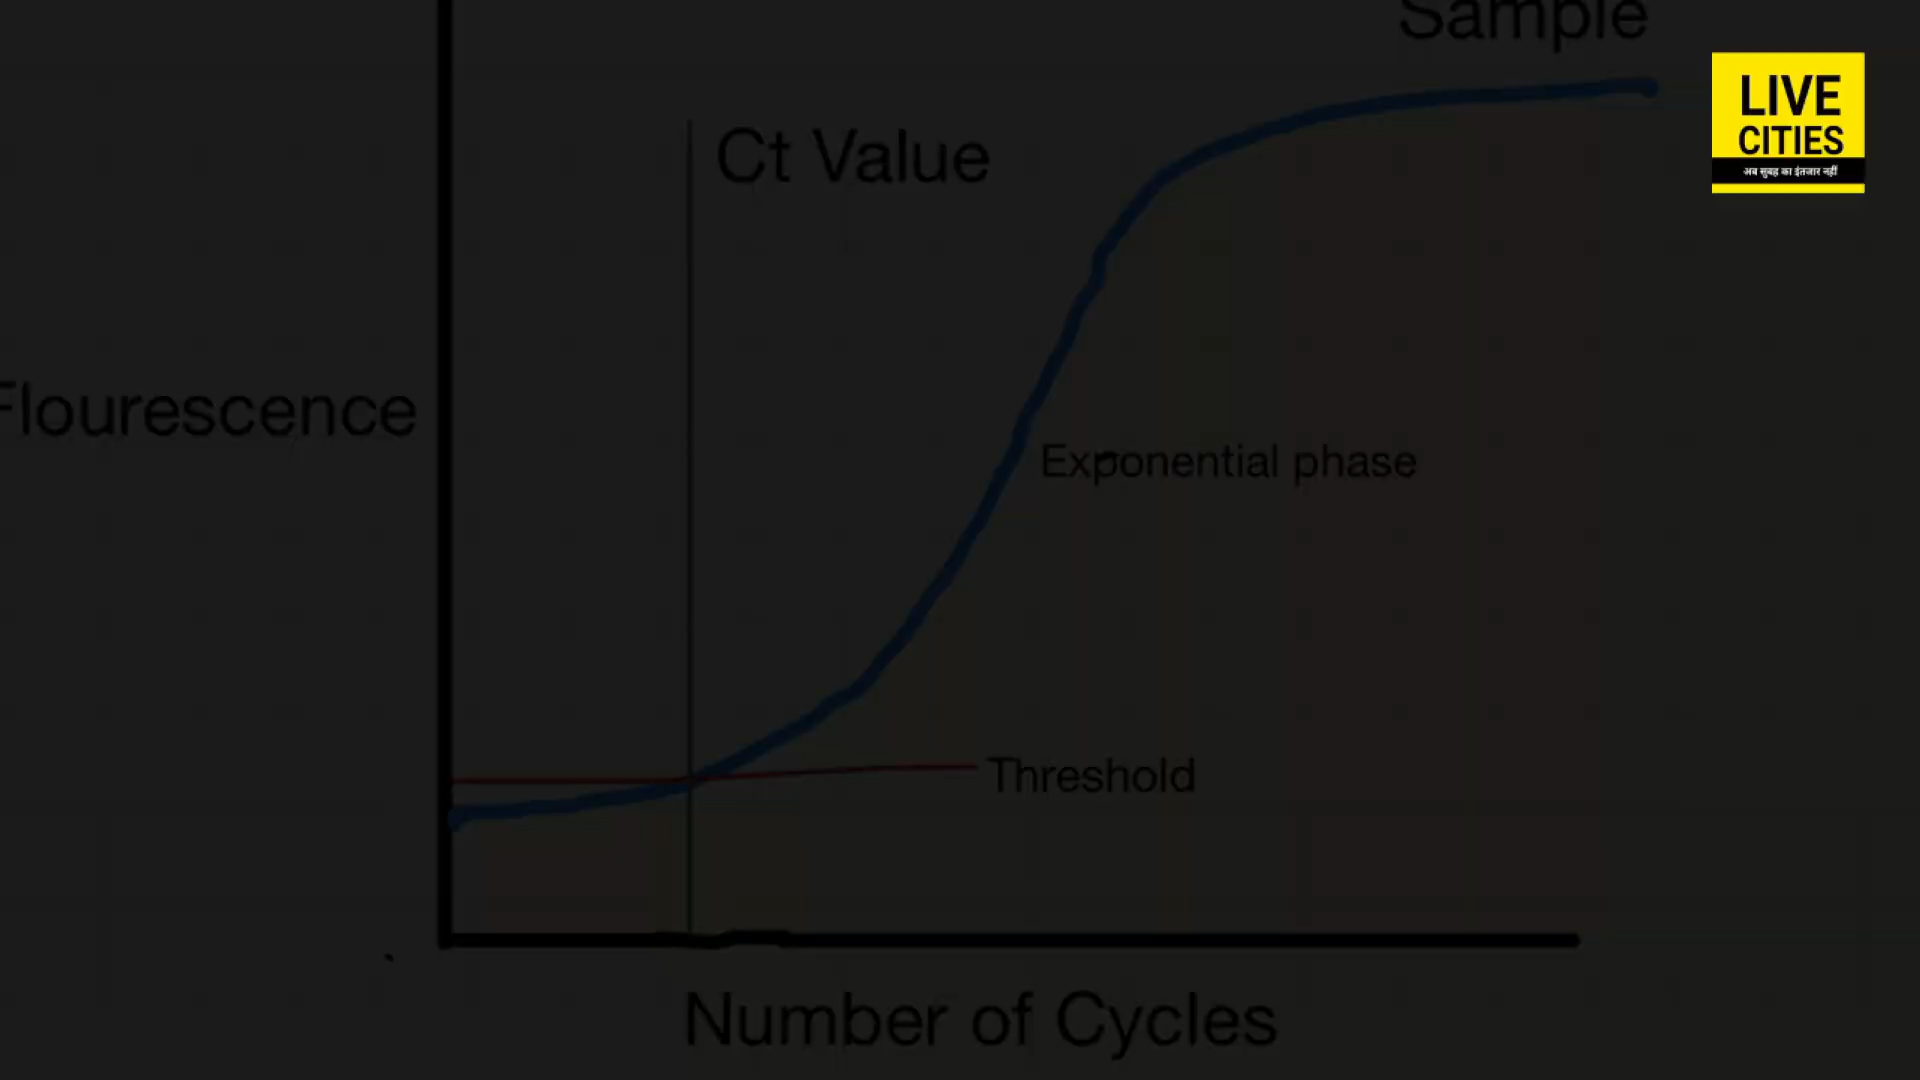 Sample
LIVE
CITIES
अब सुबह का इंतजार नहीं
Ct Value
Flourescence
Exponential phase
Threshold
Number of Cycles